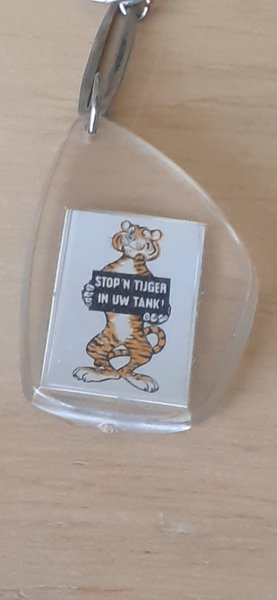 STOP'N TIJGER
IN UW TANK!